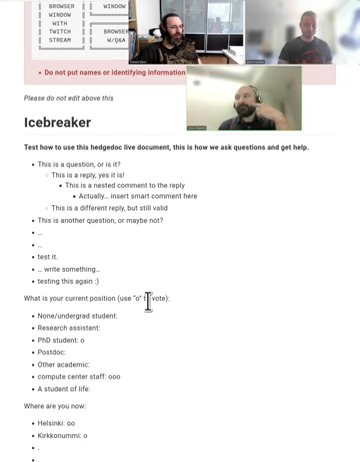 BROWSER WINDOW
WINDOW
WITH
TWITCH BROWSER
STREAM W/Q&A
Do not put names or identifying information
Please do not edit above this
Icebreaker
Test how to use this hedgedoc live document, this is how we ask questions and get help.
This is a question, or is it?
This is a reply, yes it is!
This is a nested comment to the reply
Actually... insert smart comment here
This is a different reply, but still valid
This is another question, or maybe not?
..
..
test it.
.. write something..
testing this again :)
What is your current position (use "o" t vote):
None/undergrad student:
Research assistant:
PhD student: o
Postdoc:
Other academic:
compute center staff: ooo
A student of life:
Where are you now:
Helsinki: oo
Kirkkonummi: o
.
.